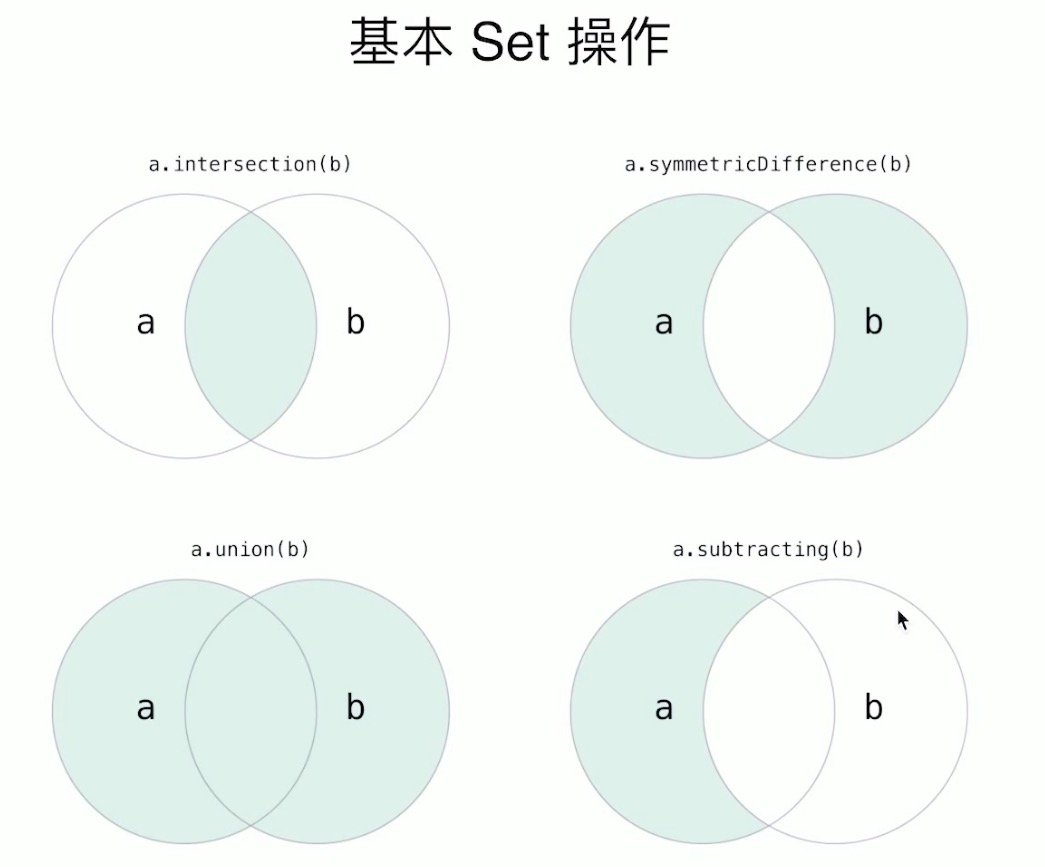 基本 Set 操作
a.intersection(b)
a.symmetricDifference(b)
a
b
a
b
a.union(b)
a.subtracting(b)
a
b
a
b